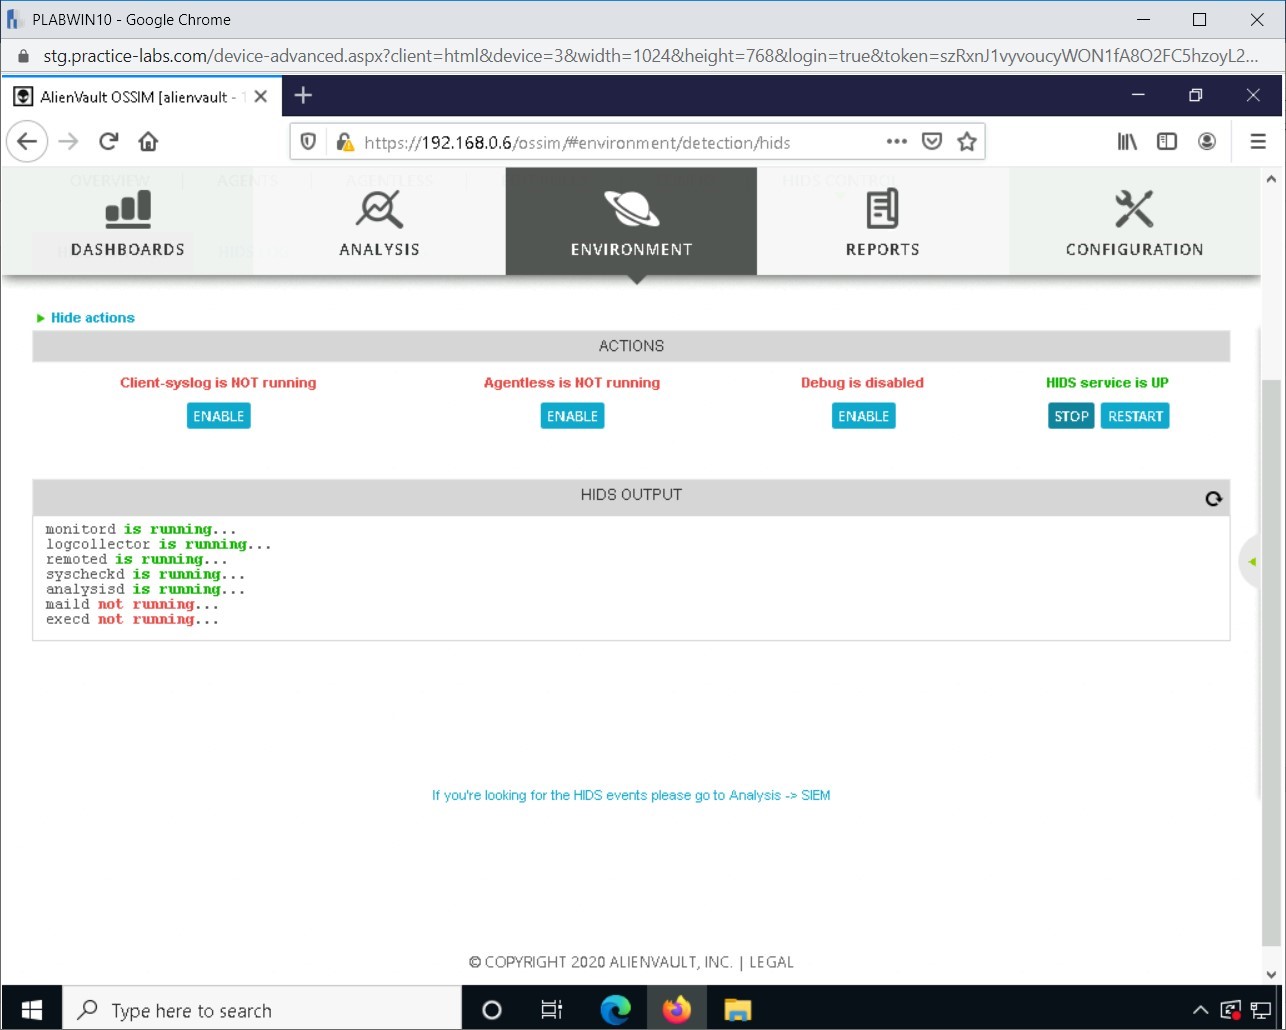 PLABWIN10 - Google Chrome
stg.practice-labs.com/device-advanced.aspx?client=html&device=3&width=1024&height=768&login=true&token=szRxnJ1vyvoucyWON1fA8O2FC5hzoyL2...
AlienVault OSSIM [alienvault - 1
https://192.168.0.6/ossim/#environment/detection/hids
OVERVIEW | AGENTS | AGENTLESS | HIDS CONTROL
DASHBOARDS
ANALYSIS
ENVIRONMENT
REPORTS
CONFIGURATION
Hide actions
ACTIONS
Client-syslog is NOT running
Agentless is NOT running
Debug is disabled
HIDS service is UP
ENABLE
ENABLE
ENABLE
STOP
RESTART
HIDS OUTPUT
monitord is running...
logcollector is running...
remoted is running...
syscheckd is running...
analysisd is running...
maild not running...
execd not running...
If you're looking for the HIDS events please go to Analysis -> SIEM
© COPYRIGHT 2020 ALIENVAULT, INC. | LEGAL
Type here to search